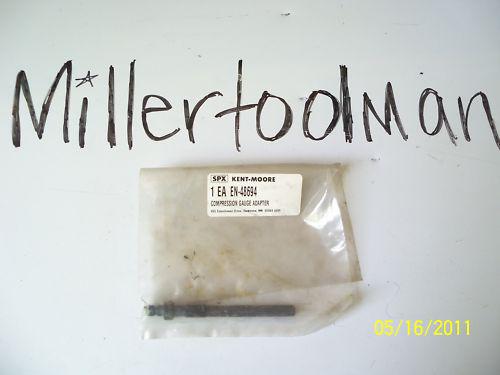 Millertoolman
SPX KENT-MOORE
1 EA EN-48694
COMPRESSION GAUGE ADAPTER
05/16/2011